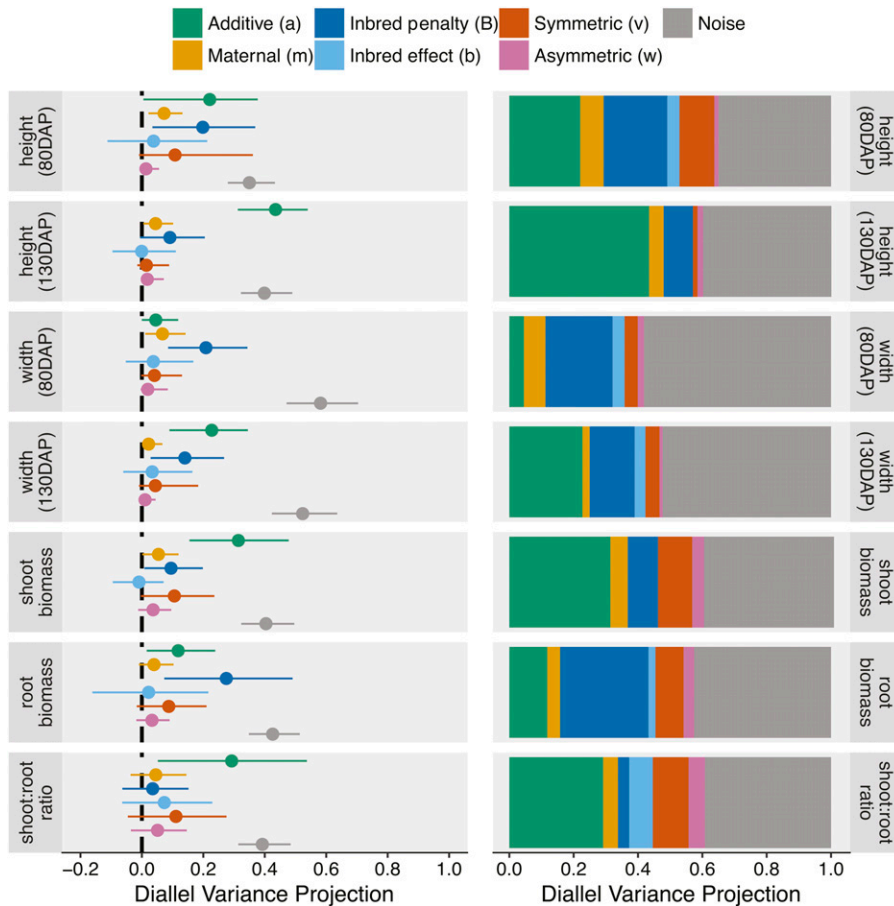 Additive (a) Inbred penalty (B) Symmetric (v) Noise
Maternal (m) Inbred effect (b) Asymmetric (w)
height
(80DAP)
height
(80DAP)
height
(130DAP)
height
(130DAP)
width
(80DAP)
width
(80DAP)
width
(130DAP)
width
(130DAP)
shoot
biomass
shoot
biomass
root
biomass
root
biomass
shoot:root
ratio
shoot:root
ratio
−0.2 0.0 0.2 0.4 0.6 0.8 1.0
0.0 0.2 0.4 0.6 0.8 1.0
Diallel Variance Projection
Diallel Variance Projection